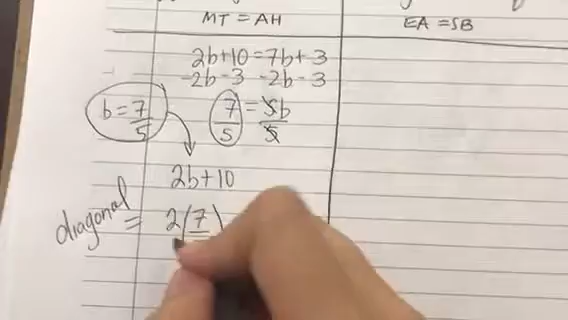 MT = AH
EA = SB
2b+10 = 7b+3
-2b-3 -2b-3
b = 7/5
7/5 = 5b/5
2b+10
diagonal = 2(7/